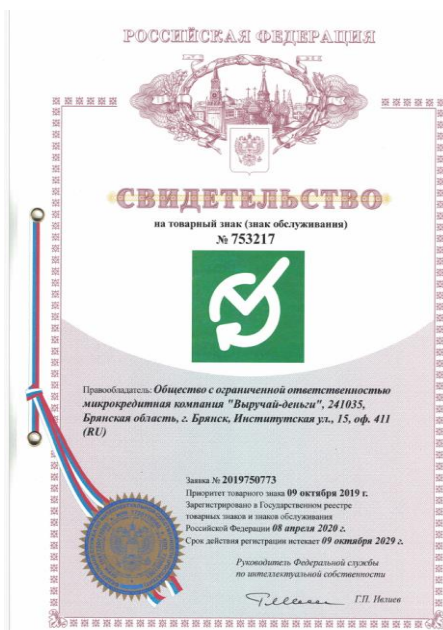 РОССИЙСКАЯ ФЕДЕРАЦИЯ
СВИДЕТЕЛЬСТВО
на товарный знак (знак обслуживания)
№ 753217
Правообладатель: Общество с ограниченной ответственностью
микрокредитная компания "Выручай-деньги", 241035,
Брянская область, г. Брянск, Институтская ул., 15, оф. 411
(RU)
Заявка № 2019750773
Приоритет товарного знака 09 октября 2019 г.
Зарегистрировано в Государственном реестре
товарных знаков и знаков обслуживания
Российской Федерации 08 апреля 2020 г.
Срок действия регистрации истекает 09 октября 2029 г.
Руководитель Федеральной службы
по интеллектуальной собственности
Г.П. Ивлиев